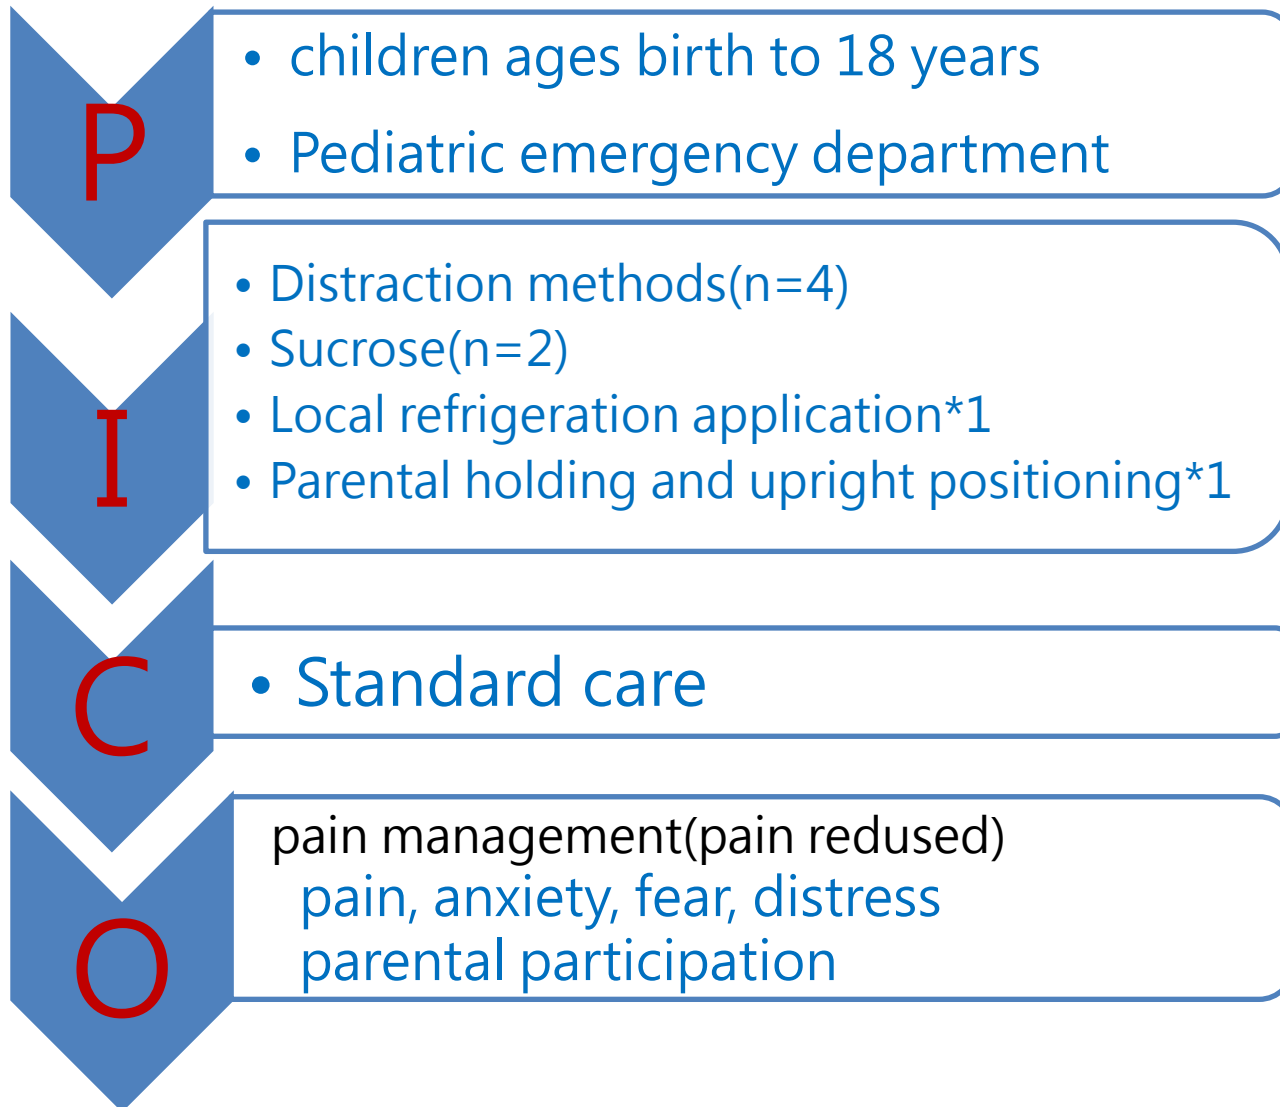 P
• children ages birth to 18 years
• Pediatric emergency department
I
• Distraction methods(n=4)
• Sucrose(n=2)
• Local refrigeration application*1
• Parental holding and upright positioning*1
C
• Standard care
O
pain management(pain redused)
pain, anxiety, fear, distress
parental participation